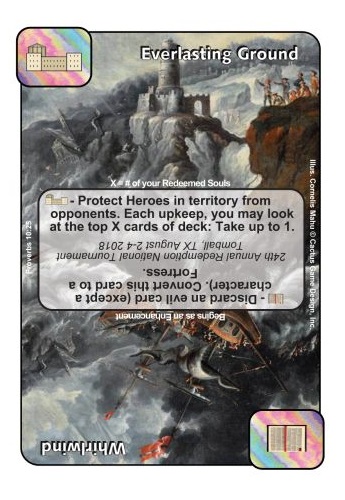 Everlasting Ground
X = # of your Redeemed Souls
- Protect Heroes in territory from
opponents. Each upkeep, you may look
at the top X cards of deck: Take up to 1.
24th Annual Redemption National Tournament
Tomball, TX August 2-4 2018
- Discard an evil card (except a
character). Convert this card to a
Fortress.
Begins as an Enhancement
Whirlwind
Proverbs 10:25
Illus. Cornelis Mahu © Cactus Game Design, Inc.